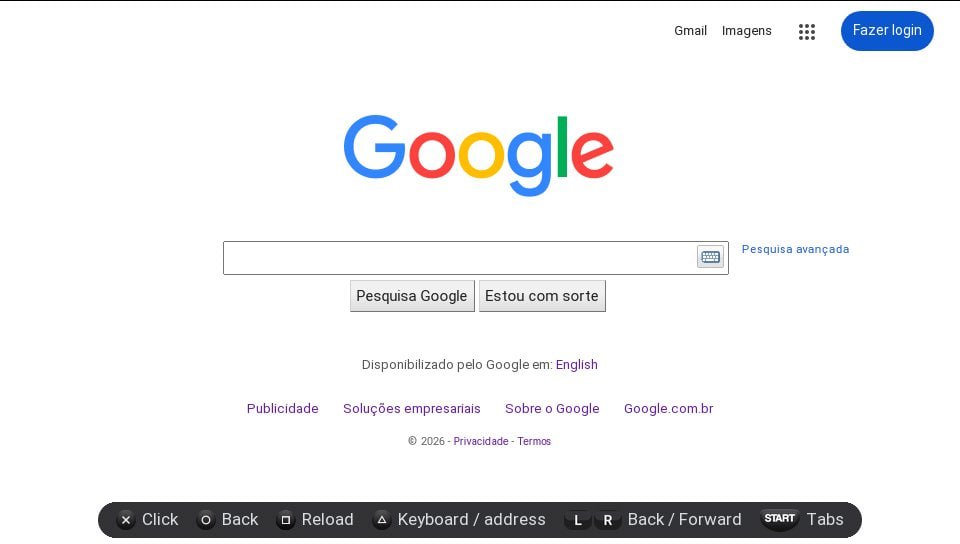 Gmail Imagens Fazer login
Google
Pesquisa avançada
Pesquisa Google Estou com sorte
Disponibilizado pelo Google em: English
Publicidade Soluções empresariais Sobre o Google Google.com.br
© 2026 - Privacidade - Termos
Click Back Reload Keyboard / address L R Back / Forward START Tabs